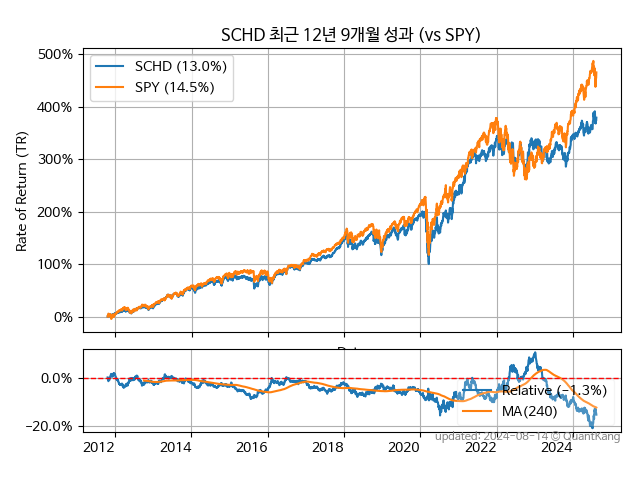 SCHD 최근 12년 9개월 성과 (vs SPY)
500%
400%
300%
200%
100%
0%
Rate of Return (TR)
SCHD (13.0%)
SPY (14.5%)
0.0%
−20.0%
Relative (−1.3%)
MA(240)
2012
2014
2016
2018
2020
2022
2024
updated: 2024-08-14 © QuantKang